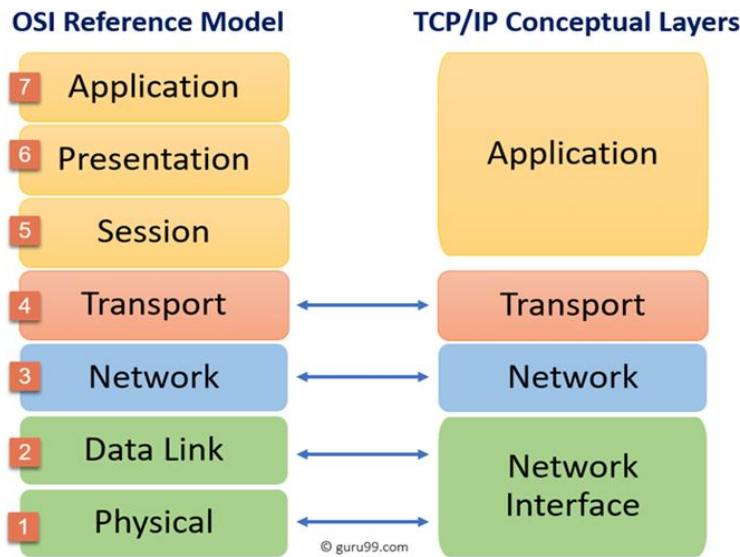 OSI Reference Model
TCP/IP Conceptual Layers
7 Application
6 Presentation
5 Session
Application
4 Transport
Transport
3 Network
Network
2 Data Link
1 Physical
Network
Interface
© guru99.com